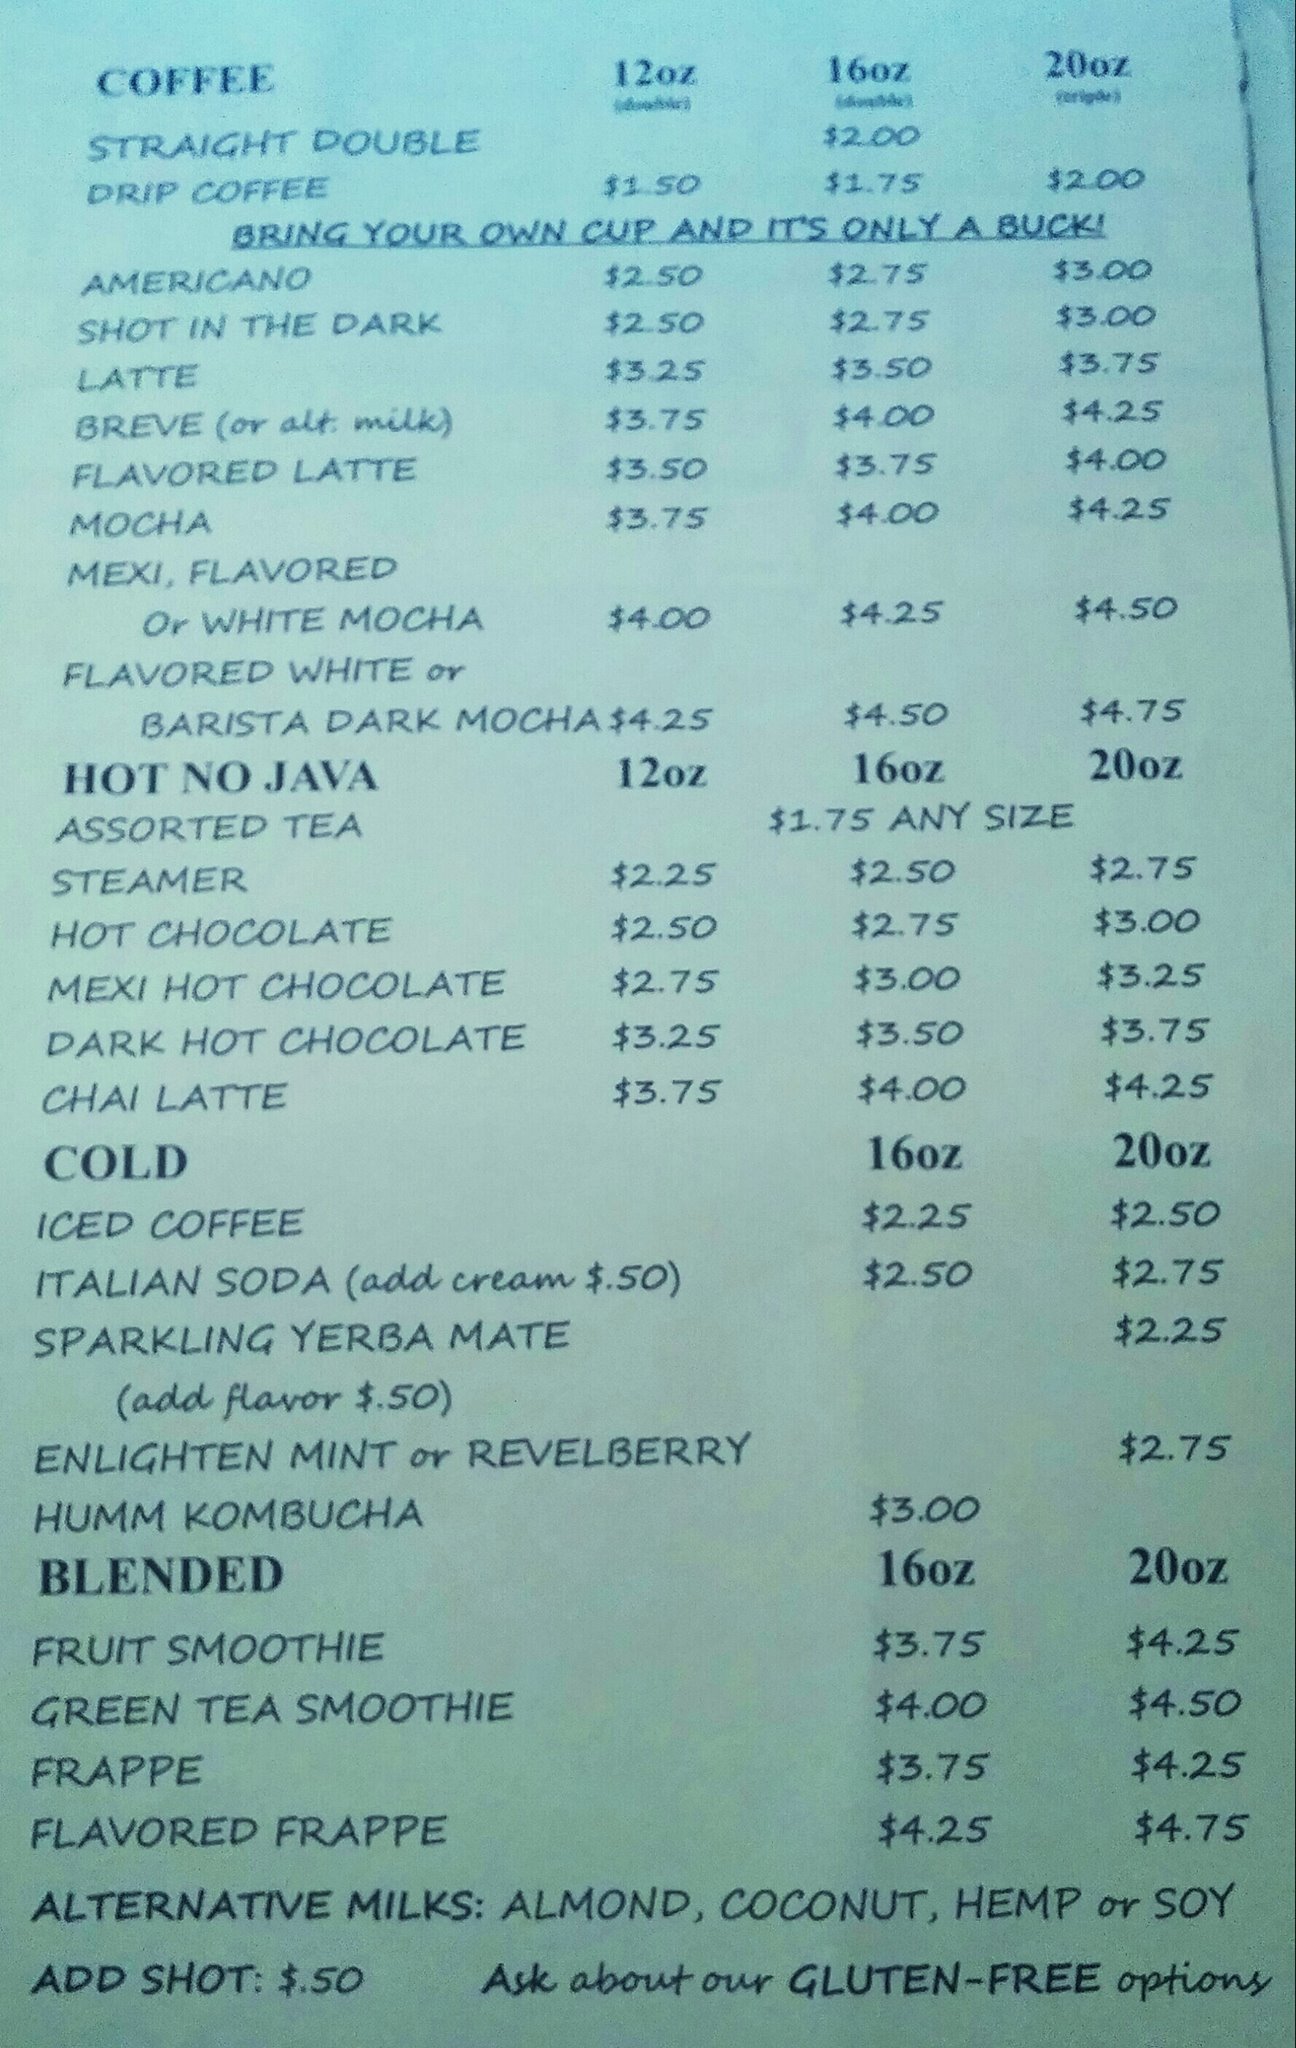 COFFEE 12oz 16oz 20oz
(double) (double) (triple)
STRAIGHT DOUBLE $2.00
DRIP COFFEE $1.50 $1.75 $2.00
BRING YOUR OWN CUP AND IT'S ONLY A BUCK!
AMERICANO $2.50 $2.75 $3.00
SHOT IN THE DARK $2.50 $2.75 $3.00
LATTE $3.25 $3.50 $3.75
BREVE (or alt. milk) $3.75 $4.00 $4.25
FLAVORED LATTE $3.50 $3.75 $4.00
MOCHA $3.75 $4.00 $4.25
MEXI, FLAVORED
Or WHITE MOCHA $4.00 $4.25 $4.50
FLAVORED WHITE or
BARISTA DARK MOCHA $4.25 $4.50 $4.75
HOT NO JAVA 12oz 16oz 20oz
ASSORTED TEA $1.75 ANY SIZE
STEAMER $2.25 $2.50 $2.75
HOT CHOCOLATE $2.50 $2.75 $3.00
MEXI HOT CHOCOLATE $2.75 $3.00 $3.25
DARK HOT CHOCOLATE $3.25 $3.50 $3.75
CHAI LATTE $3.75 $4.00 $4.25
COLD 16oz 20oz
ICED COFFEE $2.25 $2.50
ITALIAN SODA (add cream $.50) $2.50 $2.75
SPARKLING YERBA MATE $2.25
(add flavor $.50)
ENLIGHTEN MINT or REVELBERRY $2.75
HUMM KOMBUCHA $3.00
BLENDED 16oz 20oz
FRUIT SMOOTHIE $3.75 $4.25
GREEN TEA SMOOTHIE $4.00 $4.50
FRAPPE $3.75 $4.25
FLAVORED FRAPPE $4.25 $4.75
ALTERNATIVE MILKS: ALMOND, COCONUT, HEMP or SOY
ADD SHOT: $.50 Ask about our GLUTEN-FREE options